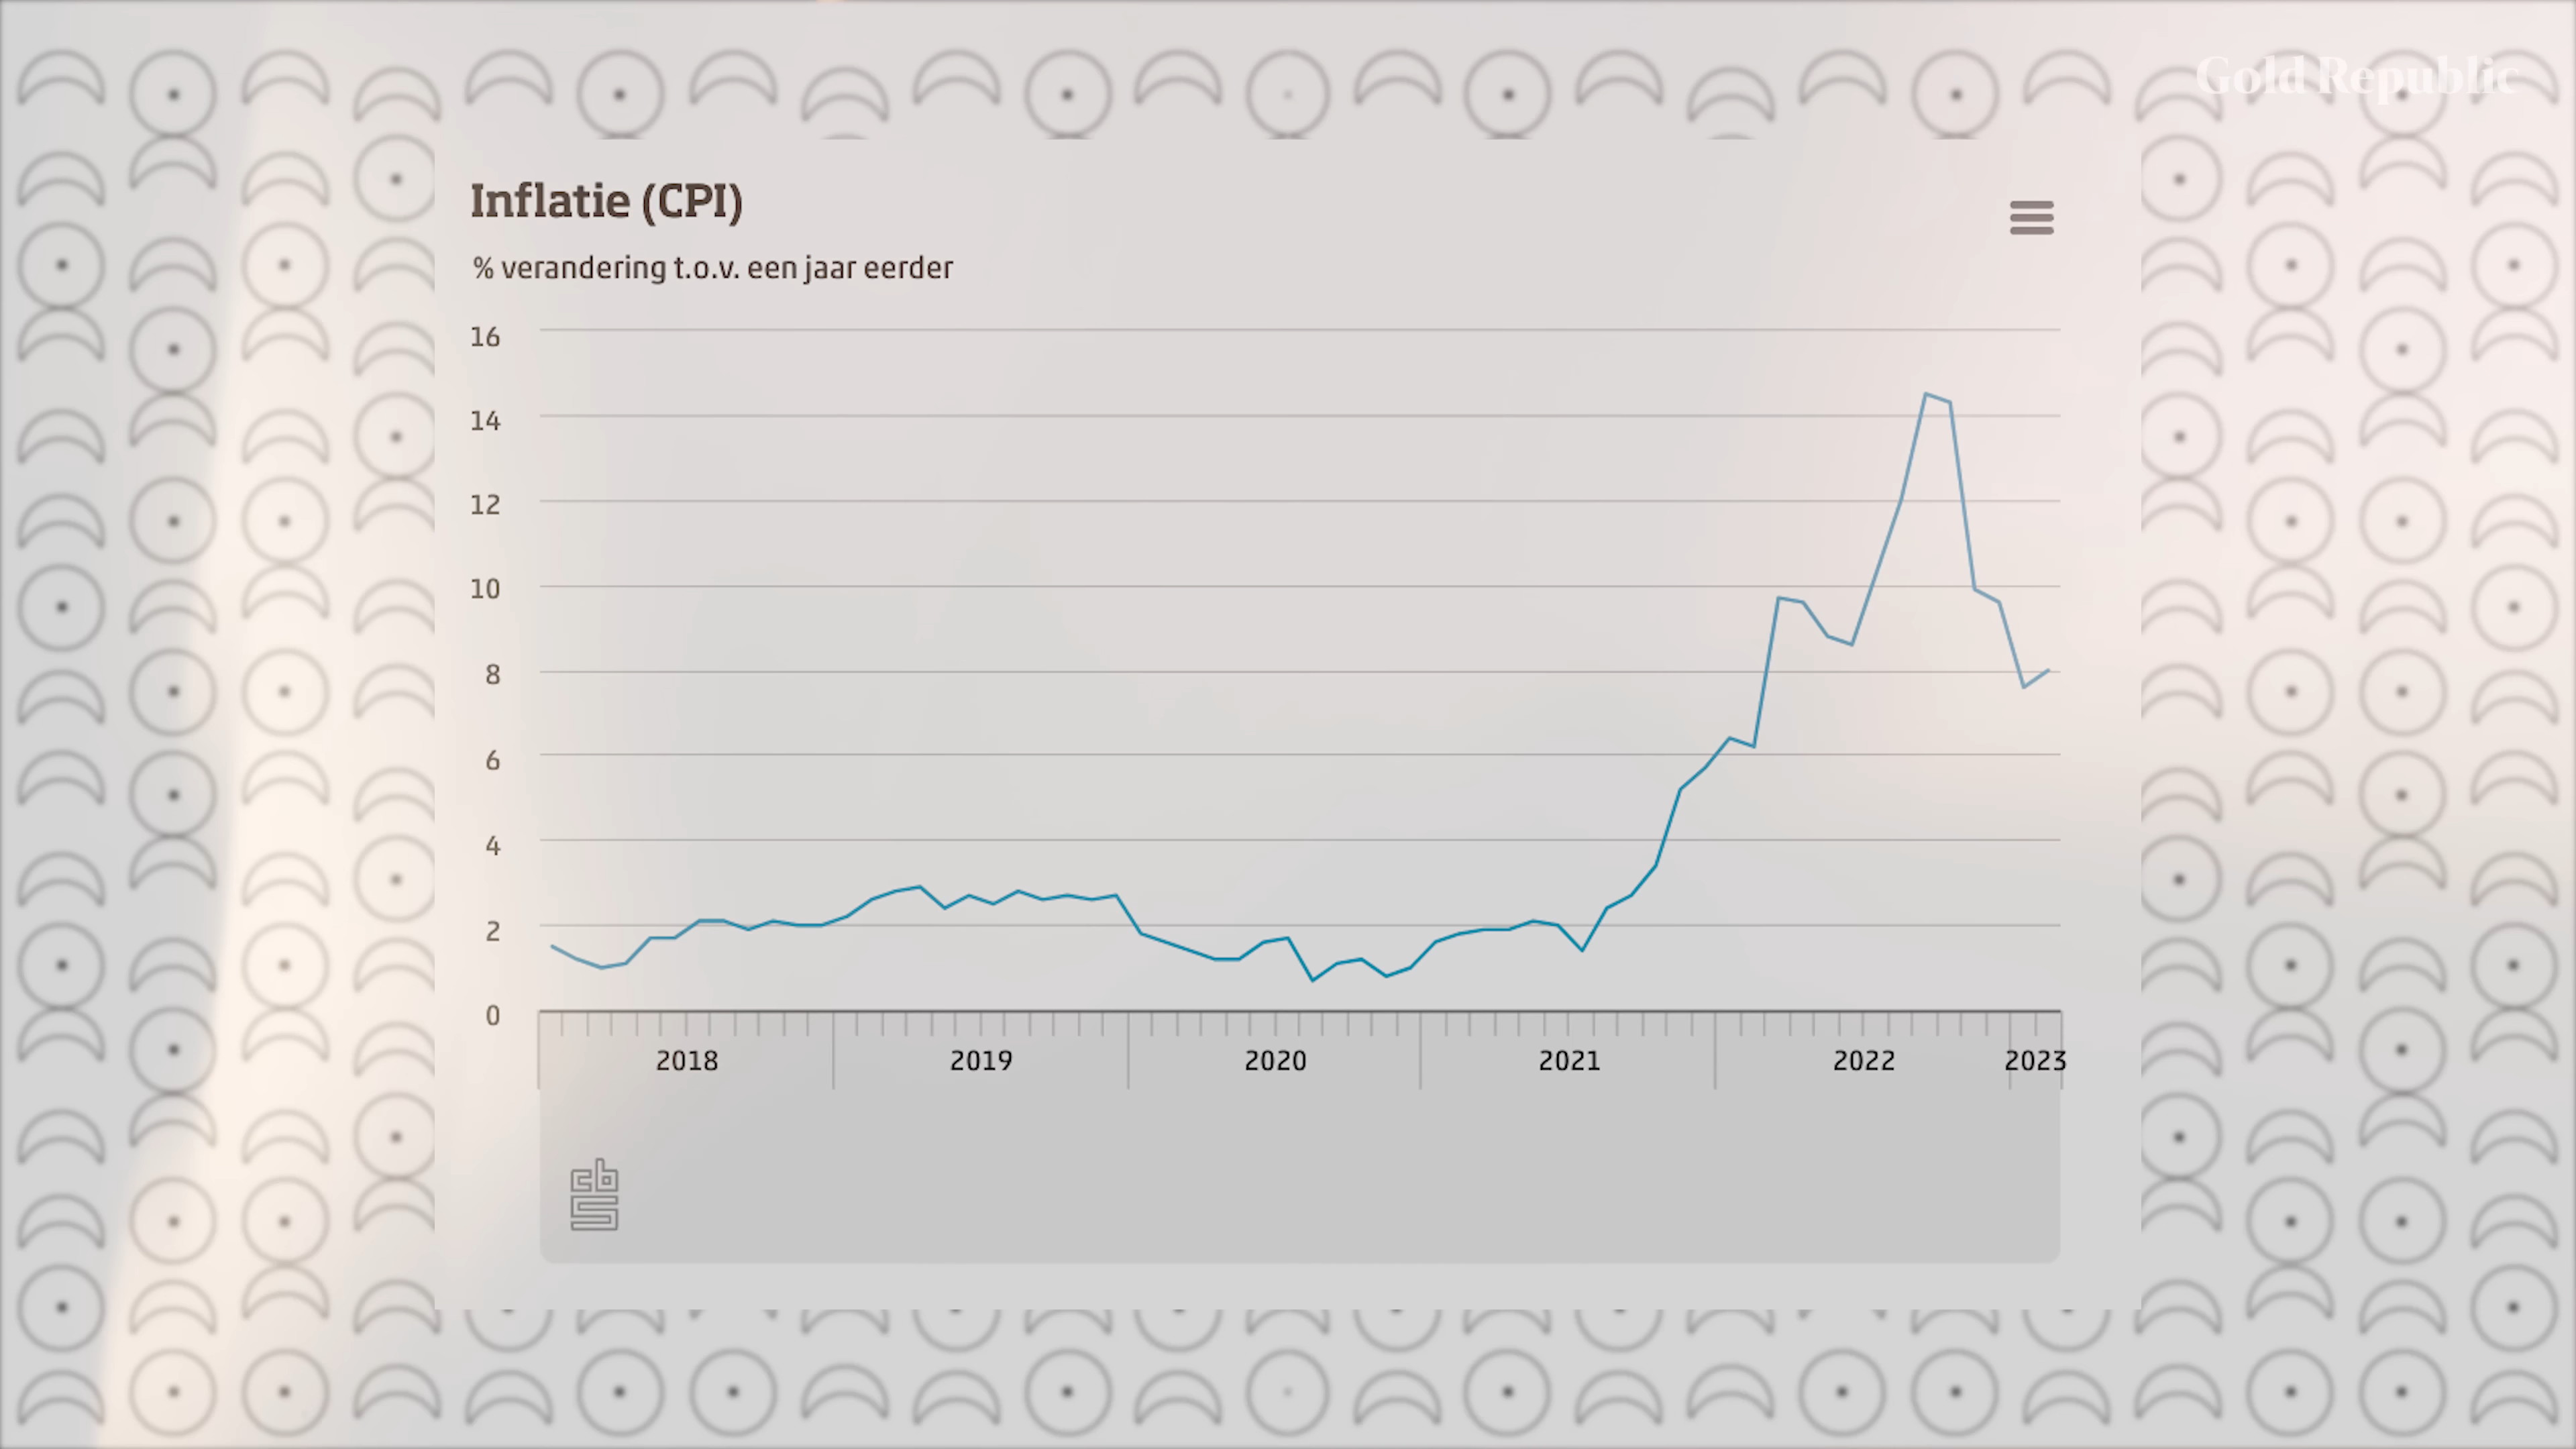 Gold Republic
Inflatie (CPI)
% verandering t.o.v. een jaar eerder
16
14
12
10
8
6
4
2
0
2018 2019 2020 2021 2022 2023
cbs